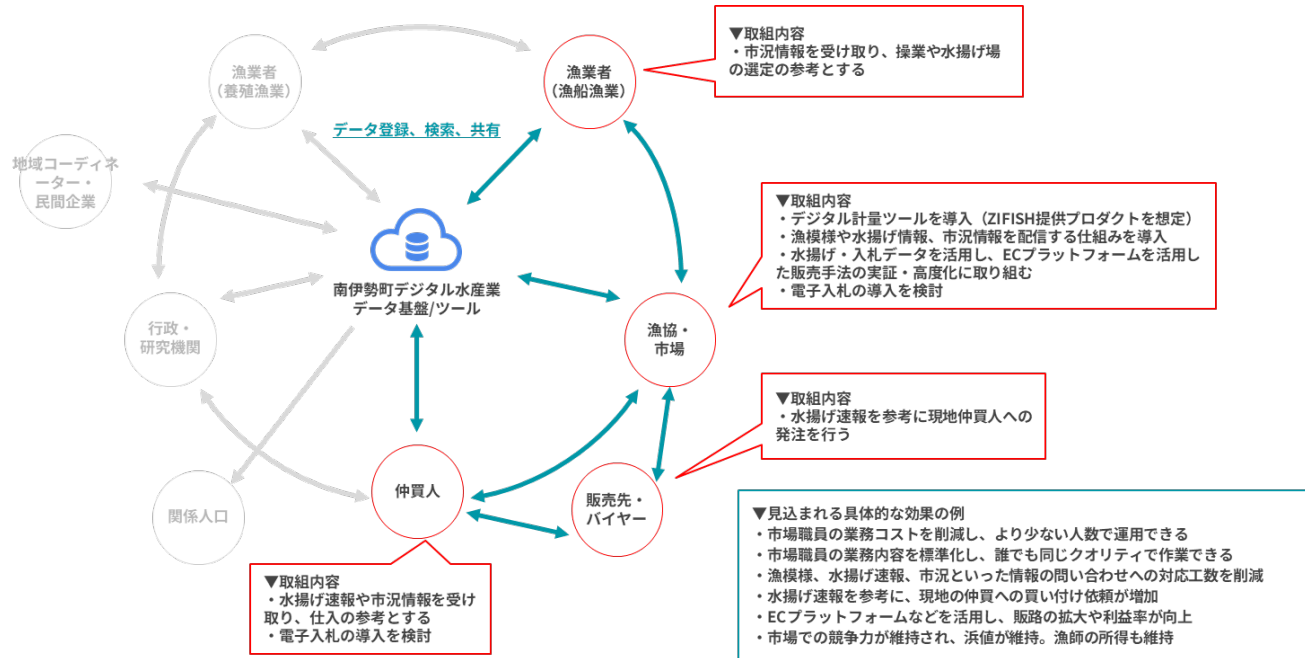 ▼取組内容
・市況情報を受け取り、操業や水揚げ場
の選定の参考とする
漁業者
（養殖漁業）
漁業者
（漁船漁業）
データ登録、検索、共有
地域コーディネ
ーター・
民間企業
▼取組内容
・デジタル計量ツールを導入（ZIFISH提供プロダクトを想定）
・漁模様や水揚げ情報、市況情報を配信する仕組みを導入
・水揚げ・入札データを活用し、ECプラットフォームを活用し
た販売手法の実証・高度化に取り組む
・電子入札の導入を検討
南伊勢町デジタル水産業
データ基盤/ツール
行政・
研究機関
漁協・
市場
▼取組内容
・水揚げ速報を参考に現地仲買人への
発注を行う
関係人口
仲買人
販売先・
バイヤー
▼取組内容
・水揚げ速報や市況情報を受け
取り、仕入の参考とする
・電子入札の導入を検討
▼見込まれる具体的な効果の例
・市場職員の業務コストを削減し、より少ない人数で運用できる
・市場職員の業務内容を標準化し、誰でも同じクオリティで作業できる
・漁模様、水揚げ速報、市況といった情報の問い合わせへの対応工数を削減
・水揚げ速報を参考に、現地の仲買への買い付け依頼が増加
・ECプラットフォームなどを活用し、販路の拡大や利益率が向上
・市場での競争力が維持され、浜値が維持。漁師の所得も維持